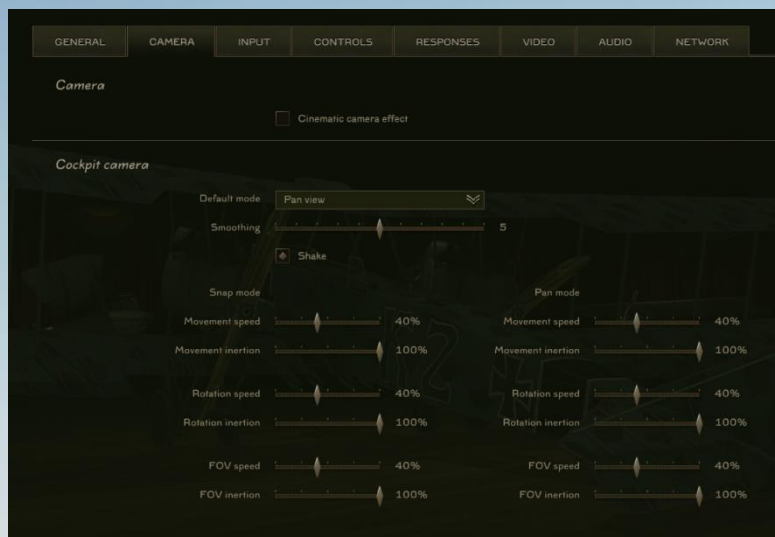 GENERAL CAMERA INPUT CONTROLS RESPONSES VIDEO AUDIO NETWORK
Camera
Cinematic camera effect
Cockpit camera
Default mode Pan view
Smoothing 5
Shake
Snap mode Pan mode
Movement speed 40% Movement speed 40%
Movement inertion 100% Movement inertion 100%
Rotation speed 40% Rotation speed 40%
Rotation inertion 100% Rotation inertion 100%
FOV speed 40% FOV speed 40%
FOV inertion 100% FOV inertion 100%